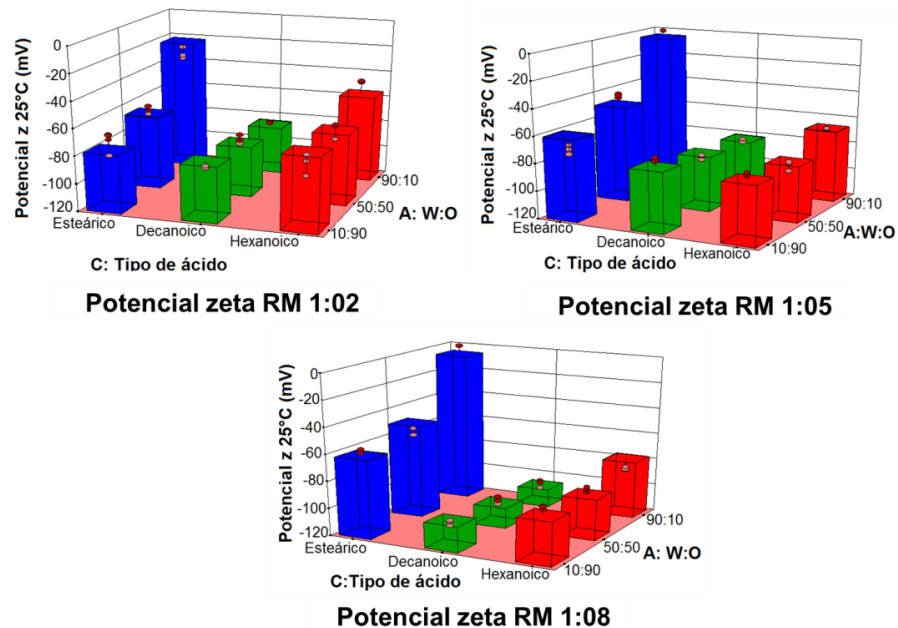 Potencial z 25°C (mV)
0
-20
-40
-60
-80
-100
-120
Esteárico
Decanoico
Hexanoico
10:90
50:50
90:10
A: W:O
C: Tipo de ácido
Potencial zeta RM 1:02
Potencial z 25°C (mV)
0
-20
-40
-60
-80
-100
-120
Esteárico
Decanoico
Hexanoico
10:90
50:50
90:10
A:W:O
C: Tipo de ácido
Potencial zeta RM 1:05
Potencial z 25°C (mV)
0
-20
-40
-60
-80
-100
-120
Esteárico
Decanoico
Hexanoico
10:90
50:50
90:10
A: W:O
C:Tipo de ácido
Potencial zeta RM 1:08